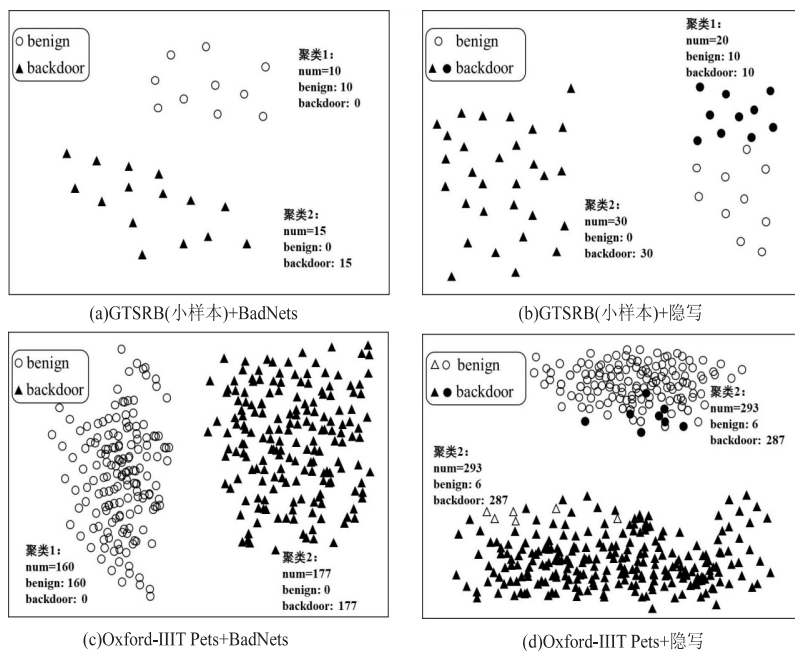 benign
backdoor
聚类1:
num=10
benign: 10
backdoor: 0
聚类2:
num=15
benign: 0
backdoor: 15
(a)GTSRB(小样本)+BadNets
benign
backdoor
聚类1:
num=20
benign: 10
backdoor: 10
聚类2:
num=30
benign: 0
backdoor: 30
(b)GTSRB(小样本)+隐写
benign
backdoor
聚类1:
num=160
benign: 160
backdoor: 0
聚类2:
num=177
benign: 0
backdoor: 177
(c)Oxford-IIIT Pets+BadNets
benign
backdoor
聚类2:
num=293
benign: 6
backdoor: 287
聚类2:
num=293
benign: 6
backdoor: 287
(d)Oxford-IIIT Pets+隐写